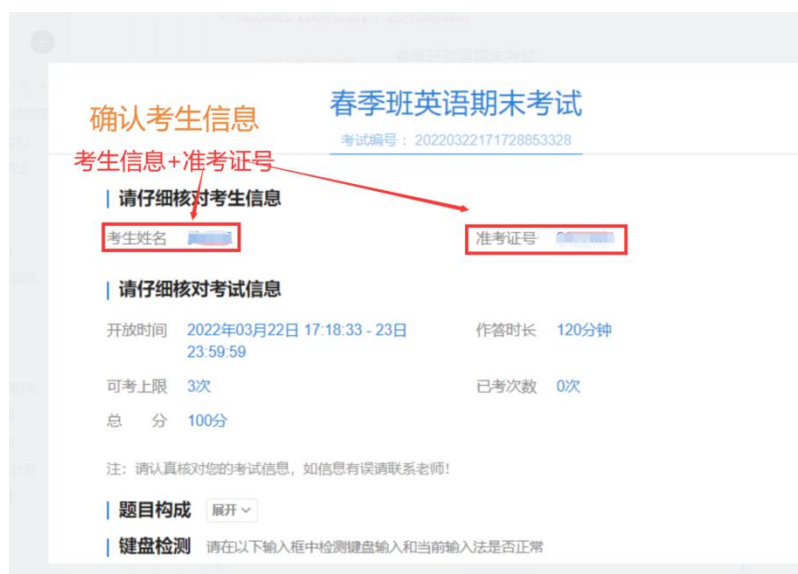 春季班英语期末考试
确认考生信息
考试编号： 20220322171728853328
考生信息+准考证号
请仔细核对考生信息
考生姓名
准考证号
请仔细核对考试信息
开放时间 2022年03月22日 17:18:33 - 23日 23:59:59
作答时长 120分钟
可考上限 3次
已考次数 0次
总 分 100分
注：请认真核对您的考试信息，如信息有误请联系老师！
题目构成 展开
键盘检测 请在以下输入框中检测键盘输入和当前输入法是否正常